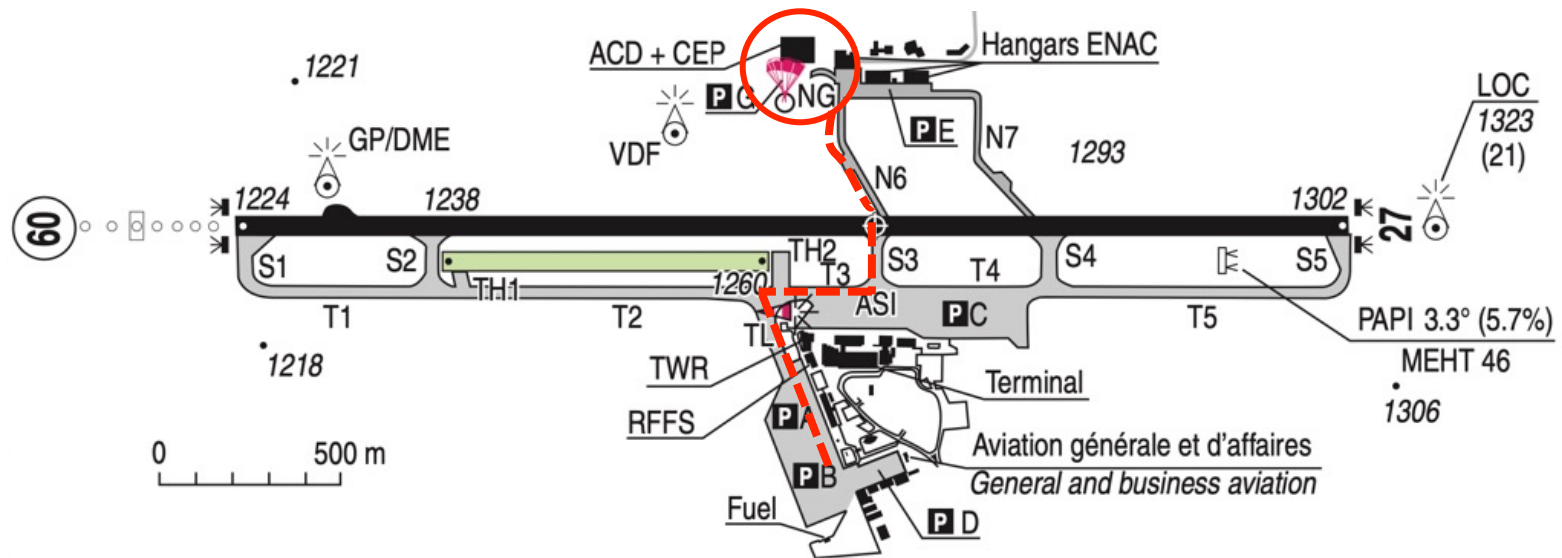 ACD + CEP
Hangars ENAC
1221
P G
NG
P E
N7
LOC
1323
(21)
GP/DME
VDF
1293
N6
1224
1238
1302
09
27
S1
S2
TH2
S3
S4
S5
T3
T4
TH1
1260
ASI
P C
T1
T2
T5
TL
PAPI 3.3° (5.7%)
MEHT 46
1218
TWR
Terminal
1306
RFFS
P A
0
500 m
Aviation générale et d'affaires
General and business aviation
P B
Fuel
P D